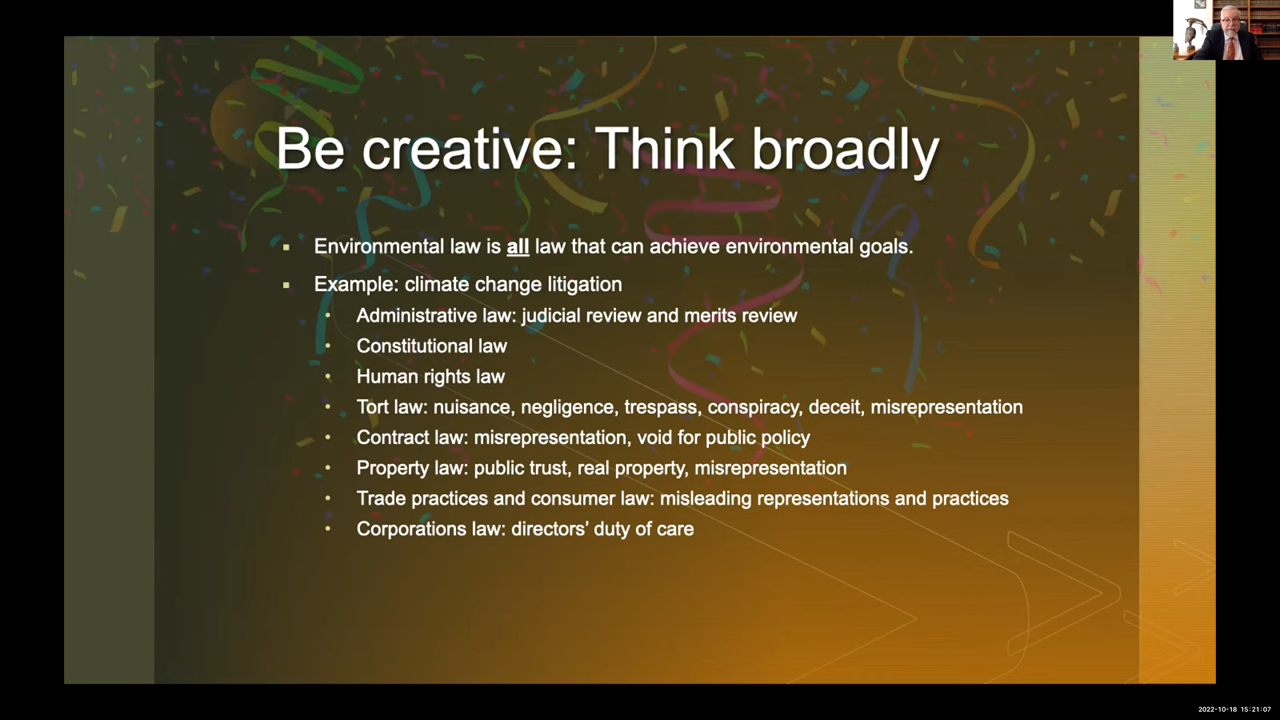 Be creative: Think broadly
Environmental law is all law that can achieve environmental goals.
Example: climate change litigation
Administrative law: judicial review and merits review
Constitutional law
Human rights law
Tort law: nuisance, negligence, trespass, conspiracy, deceit, misrepresentation
Contract law: misrepresentation, void for public policy
Property law: public trust, real property, misrepresentation
Trade practices and consumer law: misleading representations and practices
Corporations law: directors’ duty of care
2022-10-18 15:21:07